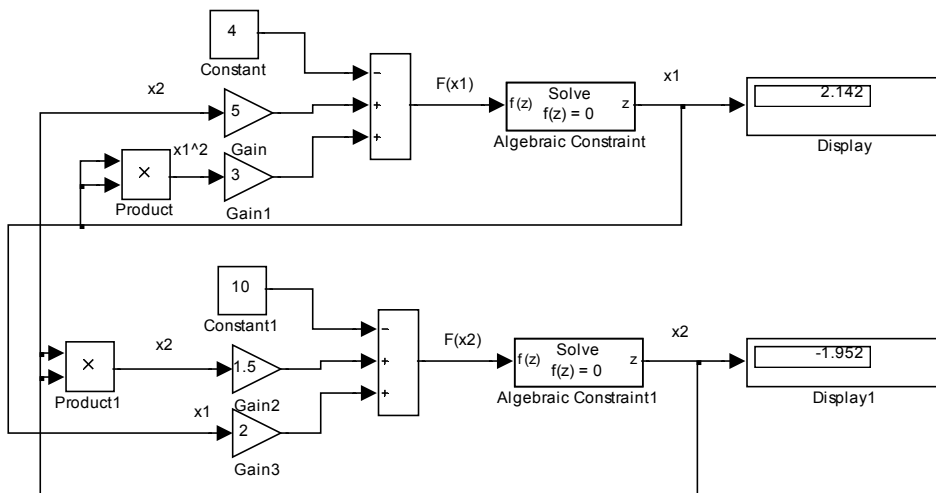 4
Constant
x2
5
Gain
x1^2
×
Product
3
Gain1
−
+
+
F(x1)
f(z)
Solve
f(z) = 0
z
Algebraic Constraint
x1
2.142
Display
10
Constant1
x2
×
Product1
1.5
Gain2
x1
2
Gain3
−
+
+
F(x2)
f(z)
Solve
f(z) = 0
z
Algebraic Constraint1
x2
-1.952
Display1